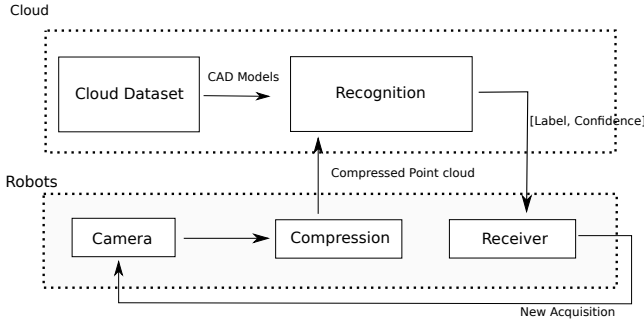 Cloud
CAD Models
Cloud Dataset
Recognition
[Label, Confidence]
Compressed Point cloud
Robots
Camera
Compression
Receiver
New Acquisition